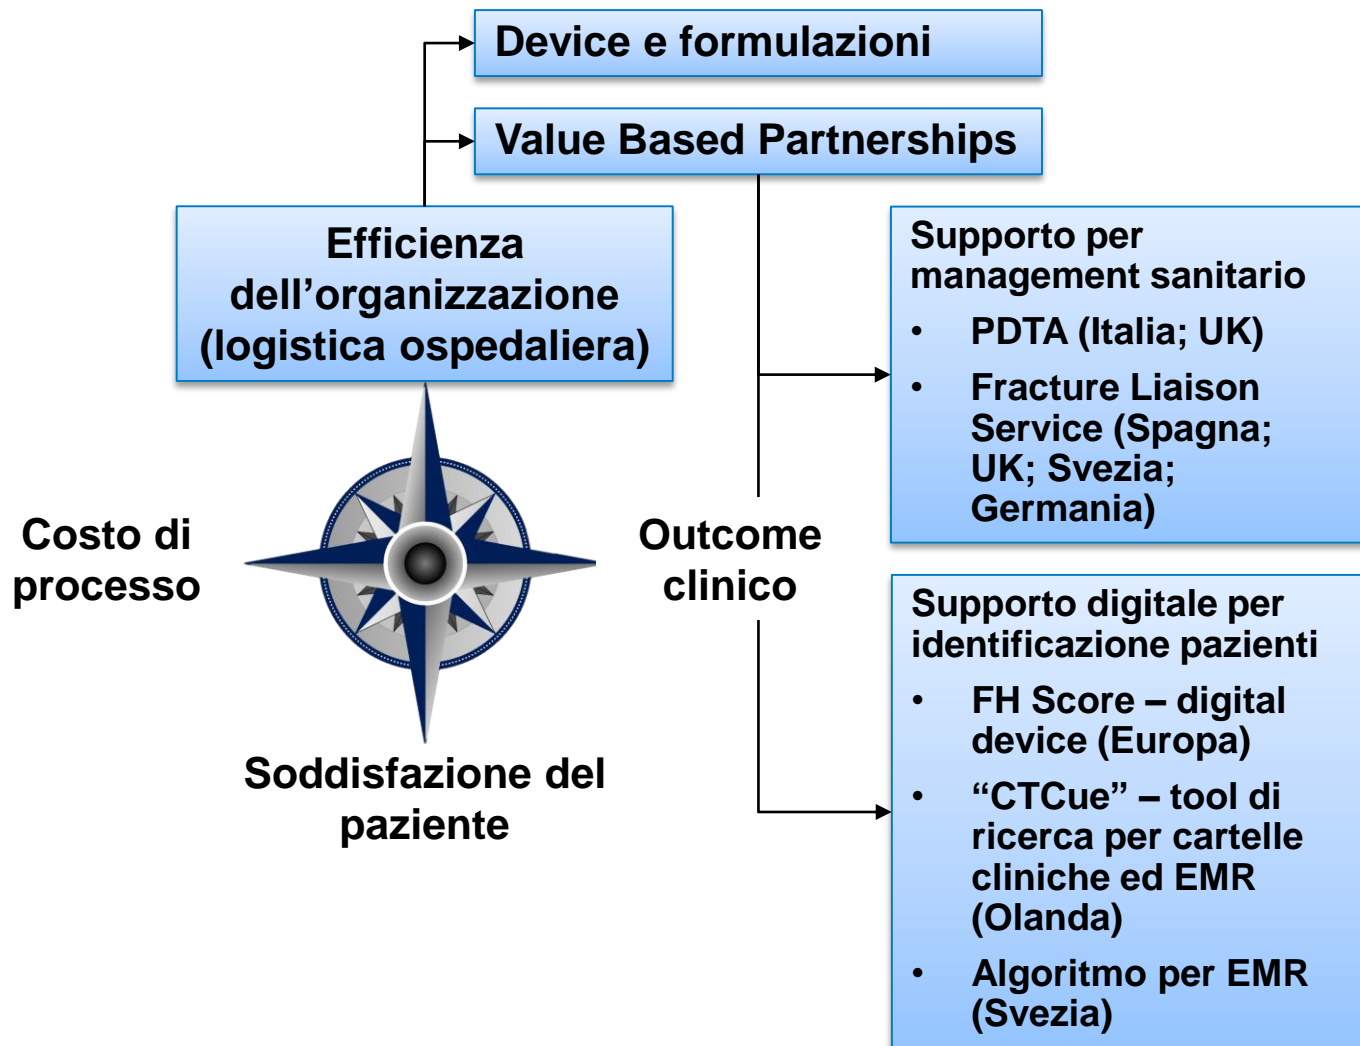 Device e formulazioni
Value Based Partnerships
Efficienza
dell’organizzazione
(logistica ospedaliera)
Costo di
processo
Outcome
clinico
Soddisfazione del
paziente
Supporto per
management sanitario
• PDTA (Italia; UK)
• Fracture Liaison
Service (Spagna;
UK; Svezia;
Germania)
Supporto digitale per
identificazione pazienti
• FH Score – digital
device (Europa)
• “CTCue” – tool di
ricerca per cartelle
cliniche ed EMR
(Olanda)
• Algoritmo per EMR
(Svezia)